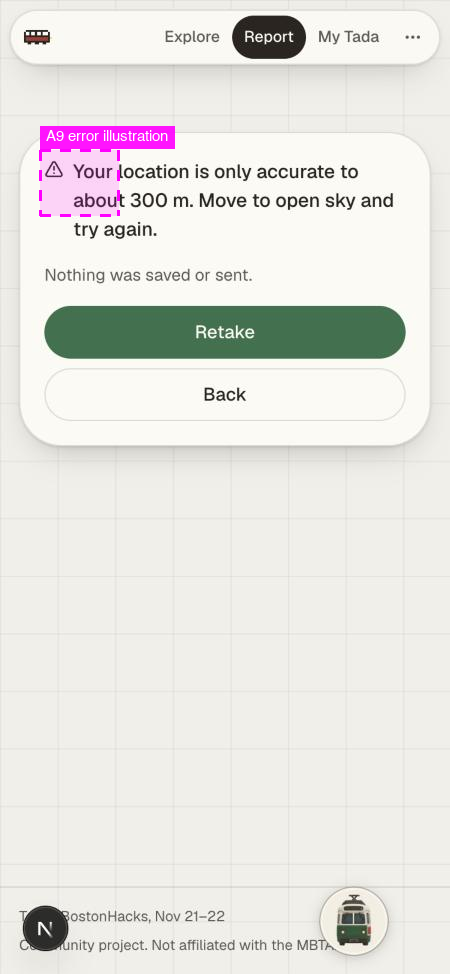 Explore Report My Tada
A9 error illustration
Your location is only accurate to
about 300 m. Move to open sky and
try again.
Nothing was saved or sent.
Retake
Back
N
BostonHacks, Nov 21–22
project. Not affiliated with the MBTA